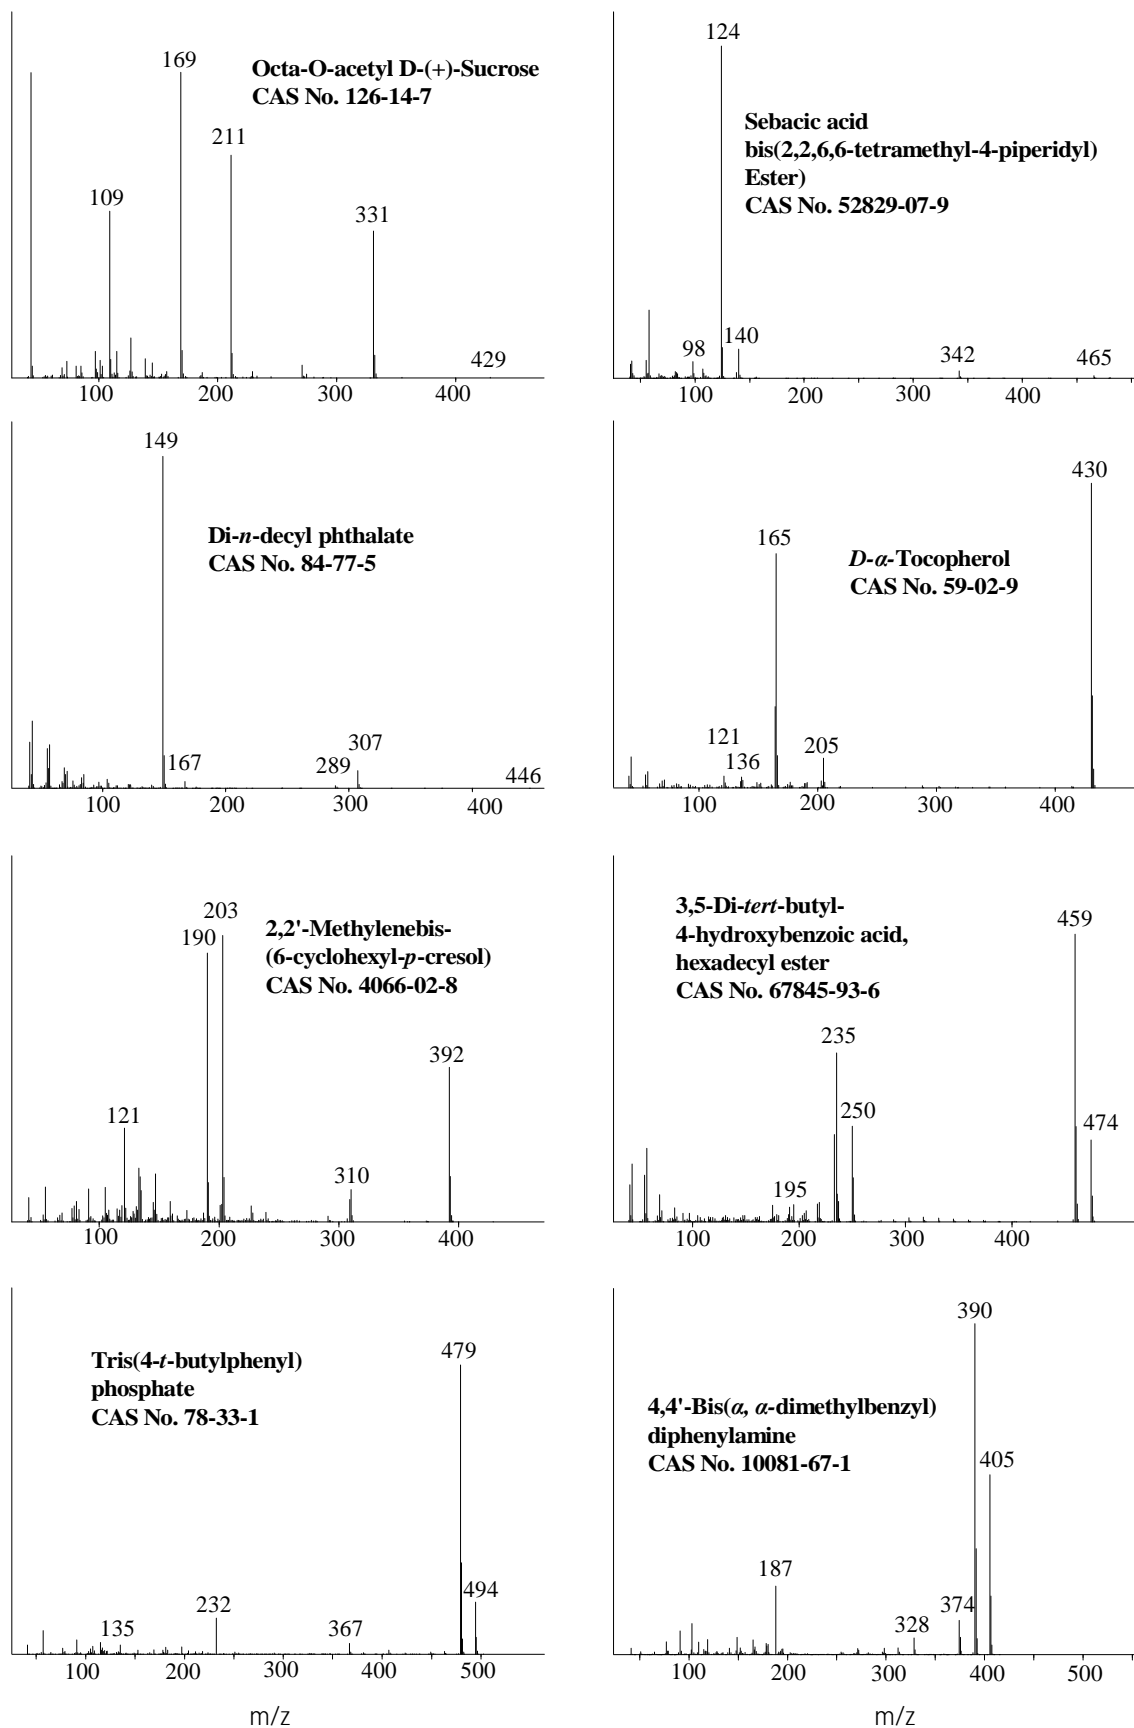 169
Octa-O-acetyl D-(+)-Sucrose
CAS No. 126-14-7
211
109
331
429
100 200 300 400
124
Sebacic acid
bis(2,2,6,6-tetramethyl-4-piperidyl)
Ester)
CAS No. 52829-07-9
98
140
342
465
100 200 300 400
149
Di-n-decyl phthalate
CAS No. 84-77-5
167
289
307
446
100 200 300 400
430
165
D-α-Tocopherol
CAS No. 59-02-9
121
136
205
100 200 300 400
203
190
2,2'-Methylenebis-
(6-cyclohexyl-p-cresol)
CAS No. 4066-02-8
392
121
310
100 200 300 400
3,5-Di-tert-butyl-
4-hydroxybenzoic acid,
hexadecyl ester
CAS No. 67845-93-6
459
235
250
474
195
100 200 300 400
479
Tris(4-t-butylphenyl)
phosphate
CAS No. 78-33-1
135
232
367
494
100 200 300 400 500
m/z
390
4,4'-Bis(α, α-dimethylbenzyl)
diphenylamine
CAS No. 10081-67-1
405
187
328
374
100 200 300 400 500
m/z